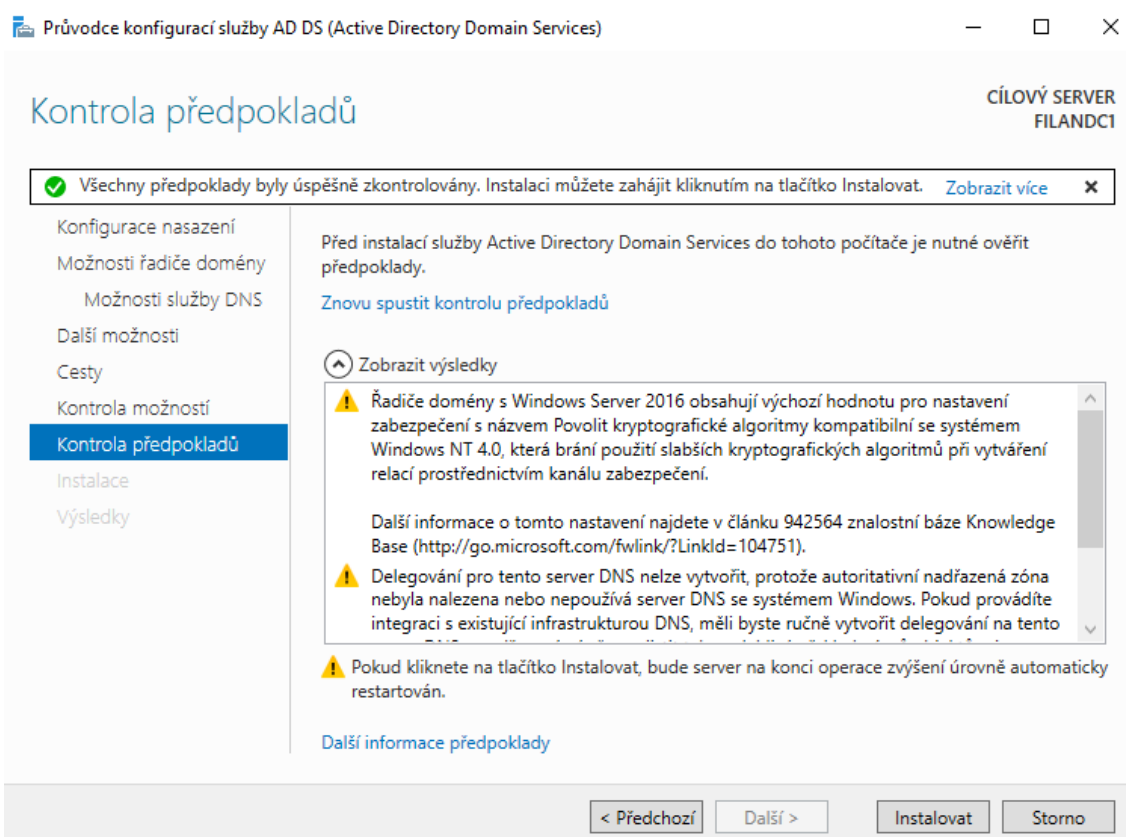 Průvodce konfigurací služby AD DS (Active Directory Domain Services)
Kontrola předpokladů
CÍLOVÝ SERVER
FILANDC1
Všechny předpoklady byly úspěšně zkontrolovány. Instalaci můžete zahájit kliknutím na tlačítko Instalovat. Zobrazit více
Konfigurace nasazení
Možnosti řadiče domény
Možnosti služby DNS
Další možnosti
Cesty
Kontrola možností
Kontrola předpokladů
Instalace
Výsledky
Před instalací služby Active Directory Domain Services do tohoto počítače je nutné ověřit
předpoklady.
Znovu spustit kontrolu předpokladů
Zobrazit výsledky
Řadiče domény s Windows Server 2016 obsahují výchozí hodnotu pro nastavení
zabezpečení s názvem Povolit kryptografické algoritmy kompatibilní se systémem
Windows NT 4.0, která brání použití slabších kryptografických algoritmů při vytváření
relací prostřednictvím kanálu zabezpečení.
Další informace o tomto nastavení najdete v článku 942564 znalostní báze Knowledge
Base (http://go.microsoft.com/fwlink/?LinkId=104751).
Delegování pro tento server DNS nelze vytvořit, protože autoritativní nadřazená zóna
nebyla nalezena nebo nepoužívá server DNS se systémem Windows. Pokud provádíte
integraci s existující infrastrukturou DNS, měli byste ručně vytvořit delegování na tento
Pokud kliknete na tlačítko Instalovat, bude server na konci operace zvýšení úrovně automaticky
restartován.
Další informace předpoklady
< Předchozí
Další >
Instalovat
Storno